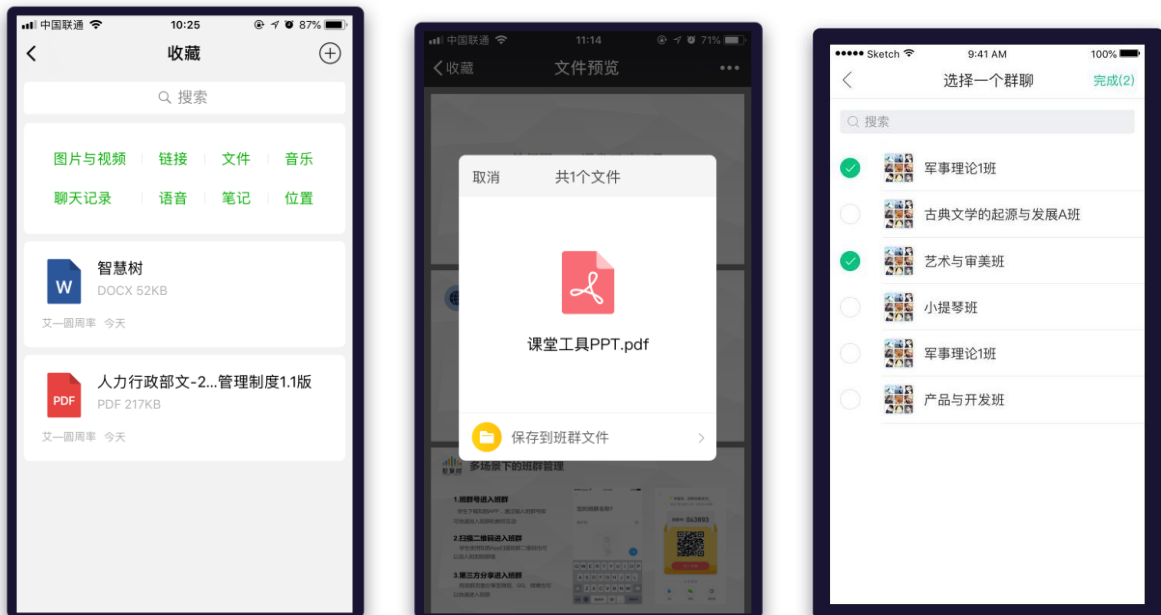 中国联通
10:25
87%
收藏
搜索
图片与视频 链接 文件 音乐
聊天记录 语音 笔记 位置
智慧树
W
DOCX 52KB
艾一圆周率 今天
人力行政部文-2...管理制度1.1版
PDF
PDF 217KB
艾一圆周率 今天
中国联通
11:14
71%
收藏
文件预览
取消
共1个文件
课堂工具PPT.pdf
保存到班群文件
多场景下的班群管理
1.班群号进入班群
2.扫描二维码进入班群
3.第三方分享进入班群
043693
Sketch
9:41 AM
100%
选择一个群聊
完成(2)
搜索
军事理论1班
古典文学的起源与发展A班
艺术与审美班
小提琴班
军事理论1班
产品与开发班